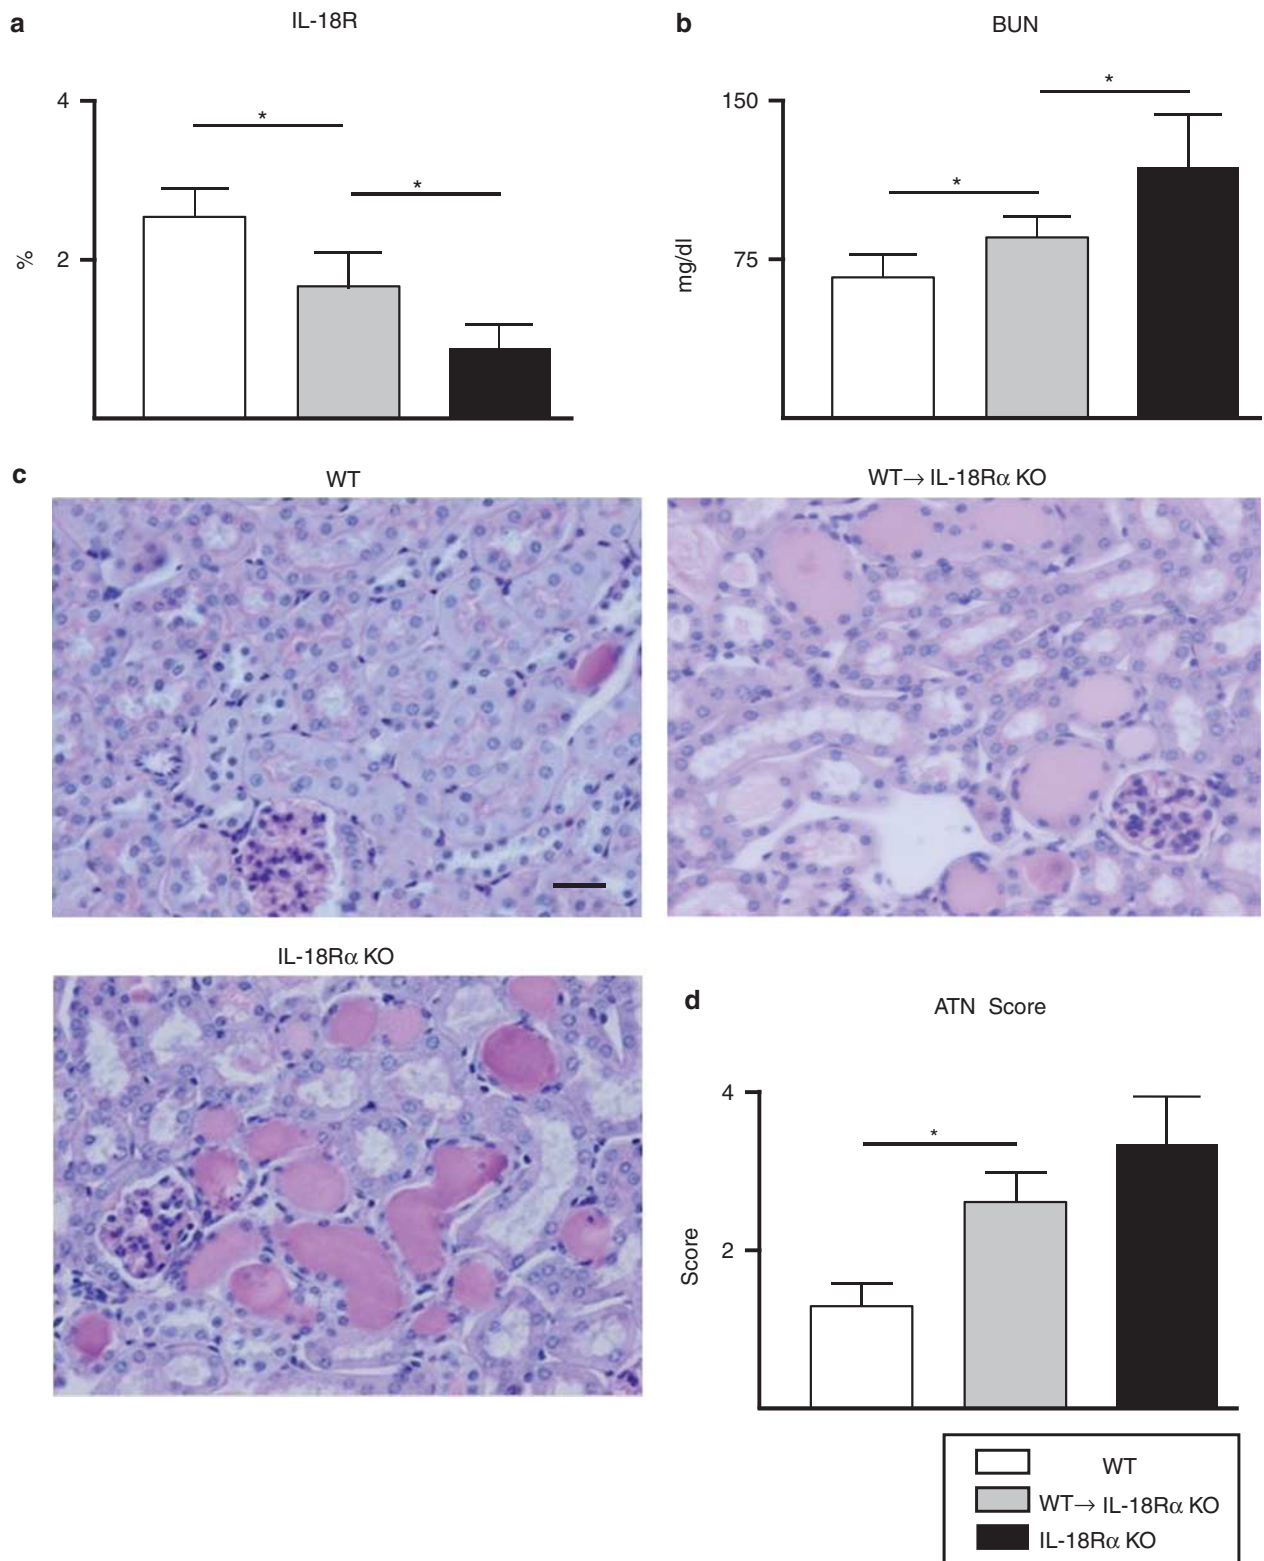 a
IL-18R
4
2
%
*
*
b
BUN
150
75
mg/dl
*
*
c
WT
WT→ IL-18Rα KO
IL-18Rα KO
d
ATN Score
4
2
Score
*
WT
WT→ IL-18Rα KO
IL-18Rα KO